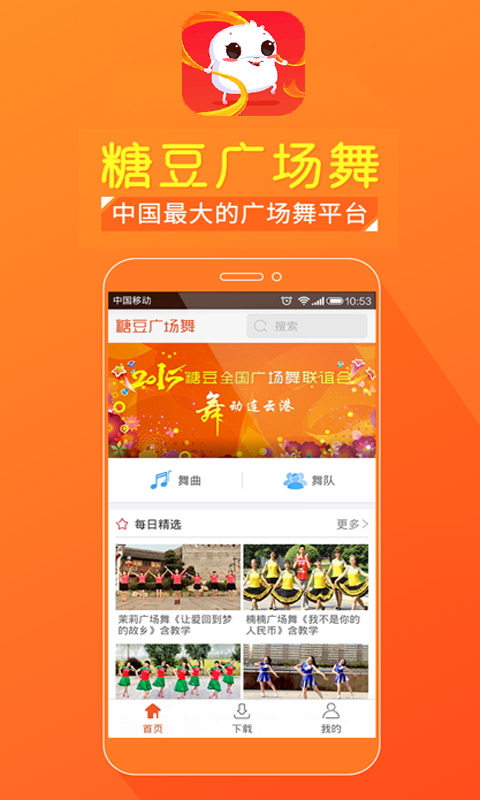 糖豆广场舞
中国最大的广场舞平台
中国移动
10:53
糖豆广场舞
搜索
2015糖豆全国广场舞联谊会
舞动连云港
舞曲
舞队
每日精选
更多
茉莉广场舞《让爱回到梦
的故乡》含教学
楠楠广场舞《我不是你的
人民币》含教学
首页
下载
我的